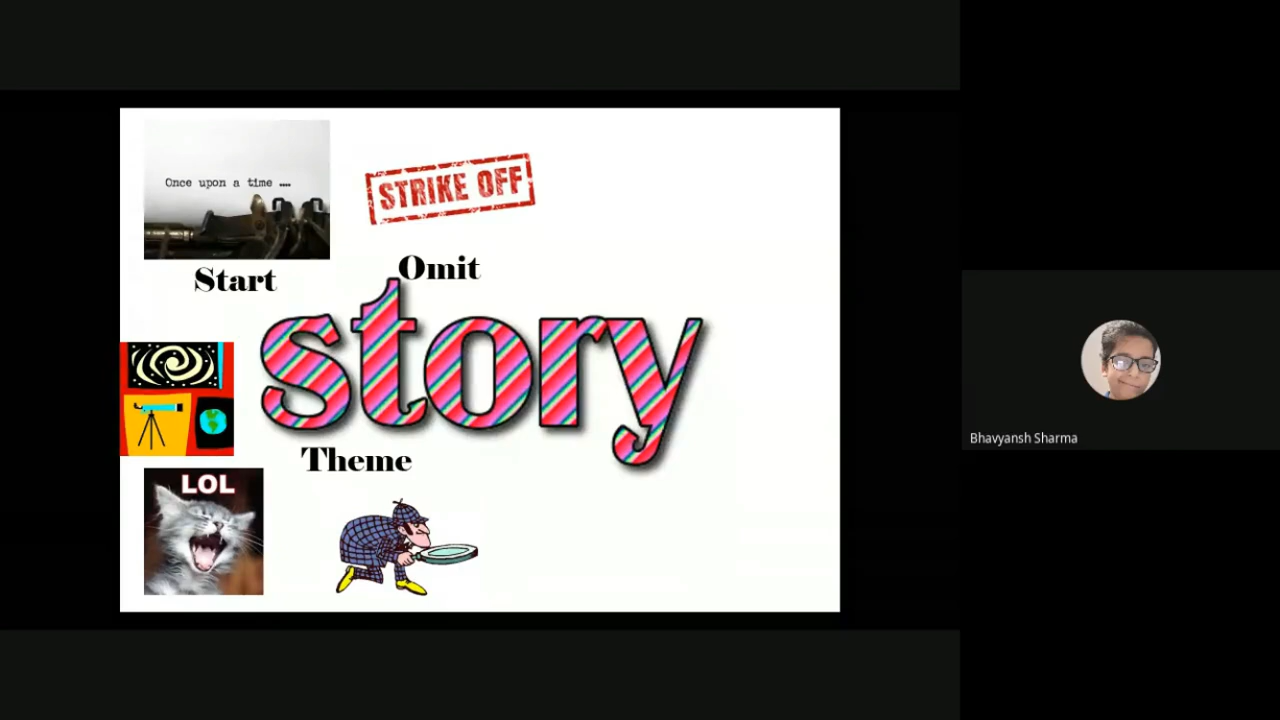 Once upon a time ....
STRIKE OFF
Start
Omit
story
Theme
LOL
Bhavyansh Sharma